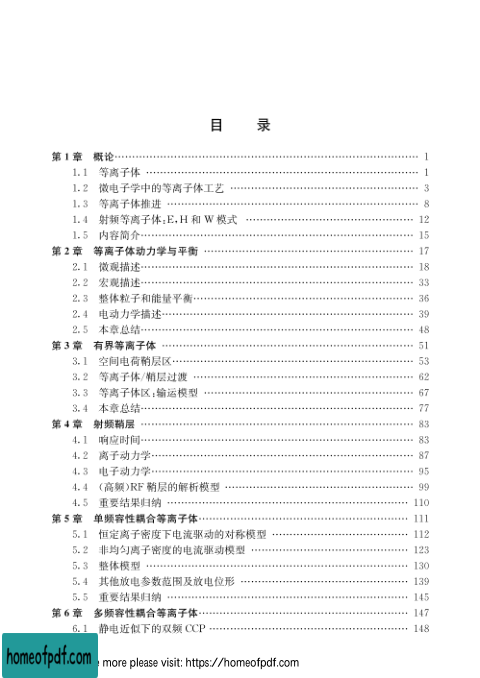 目 录
第 1 章 概论…………………………………………………… 1
1.1 等离子体 …………………………………………………… 1
1.2 微电子学中的等离子体工艺 …………………………………………………… 3
1.3 等离子体推进 …………………………………………………… 8
1.4 射频等离子体:E,H 和 W 模式 …………………………………………………… 12
1.5 内容简介…………………………………………………… 15
第 2 章 等离子体动力学与平衡 …………………………………………………… 17
2.1 微观描述…………………………………………………… 18
2.2 宏观描述…………………………………………………… 33
2.3 整体粒子和能量平衡…………………………………………………… 36
2.4 电动力学描述…………………………………………………… 39
2.5 本章总结…………………………………………………… 48
第 3 章 有界等离子体 …………………………………………………… 51
3.1 空间电荷鞘层区…………………………………………………… 53
3.2 等离子体/鞘层过渡 …………………………………………………… 62
3.3 等离子体区:输运模型 …………………………………………………… 67
3.4 本章总结…………………………………………………… 77
第 4 章 射频鞘层 …………………………………………………… 83
4.1 响应时间…………………………………………………… 83
4.2 离子动力学…………………………………………………… 87
4.3 电子动力学…………………………………………………… 95
4.4 (高频)RF 鞘层的解析模型 …………………………………………………… 99
4.5 重要结果归纳 …………………………………………………… 110
第 5 章 单频容性耦合等离子体…………………………………………………… 111
5.1 恒定离子密度下电流驱动的对称模型 …………………………………………………… 112
5.2 非均匀离子密度的电流驱动模型 …………………………………………………… 123
5.3 整体模型 …………………………………………………… 130
5.4 其他放电参数范围及放电位形 …………………………………………………… 139
5.5 重要结果归纳 …………………………………………………… 145
第 6 章 多频容性耦合等离子体…………………………………………………… 147
6.1 静电近似下的双频 CCP …………………………………………………… 148
homeofpdf.com
more please visit: https://homeofpdf.com